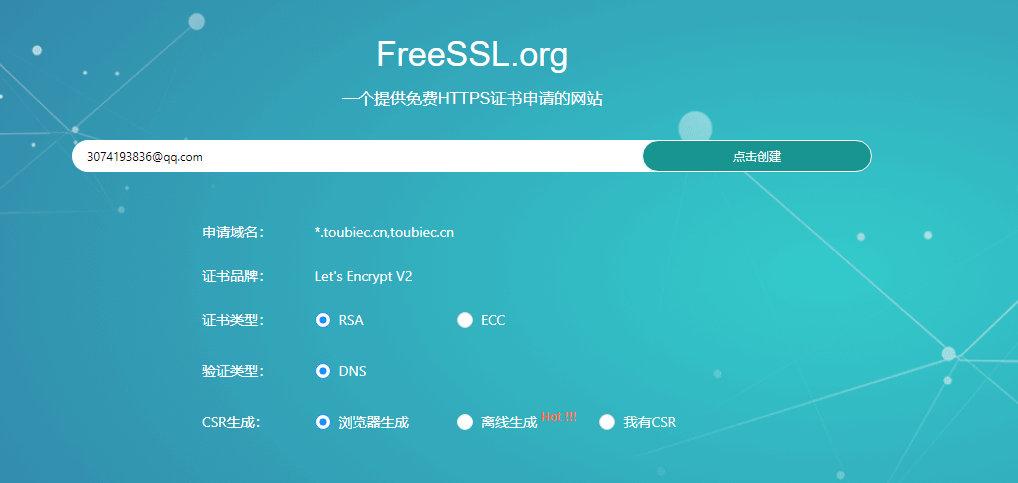 FreeSSL.org
一个提供免费HTTPS证书申请的网站
3074193836@qq.com 点击创建
申请域名： *.toubiec.cn,toubiec.cn
证书品牌： Let's Encrypt V2
证书类型： RSA ECC
验证类型： DNS
CSR生成： 浏览器生成 离线生成 Hot !!! 我有CSR